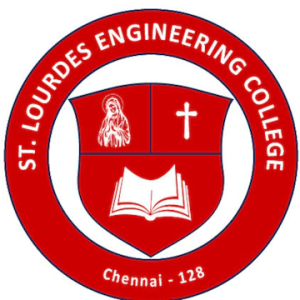 ST. LOURDES ENGINEERING COLLEGE
Chennai - 128